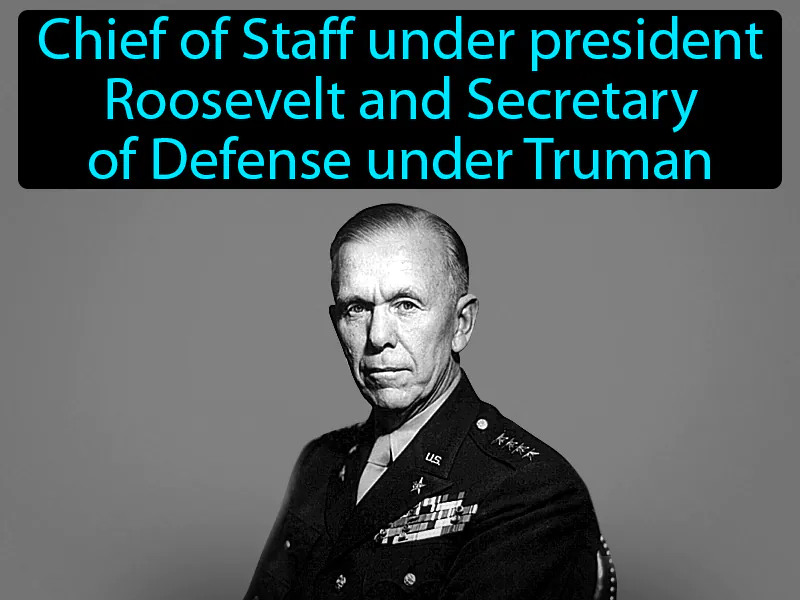 Chief of Staff under president
Roosevelt and Secretary
of Defense under Truman
U.S.